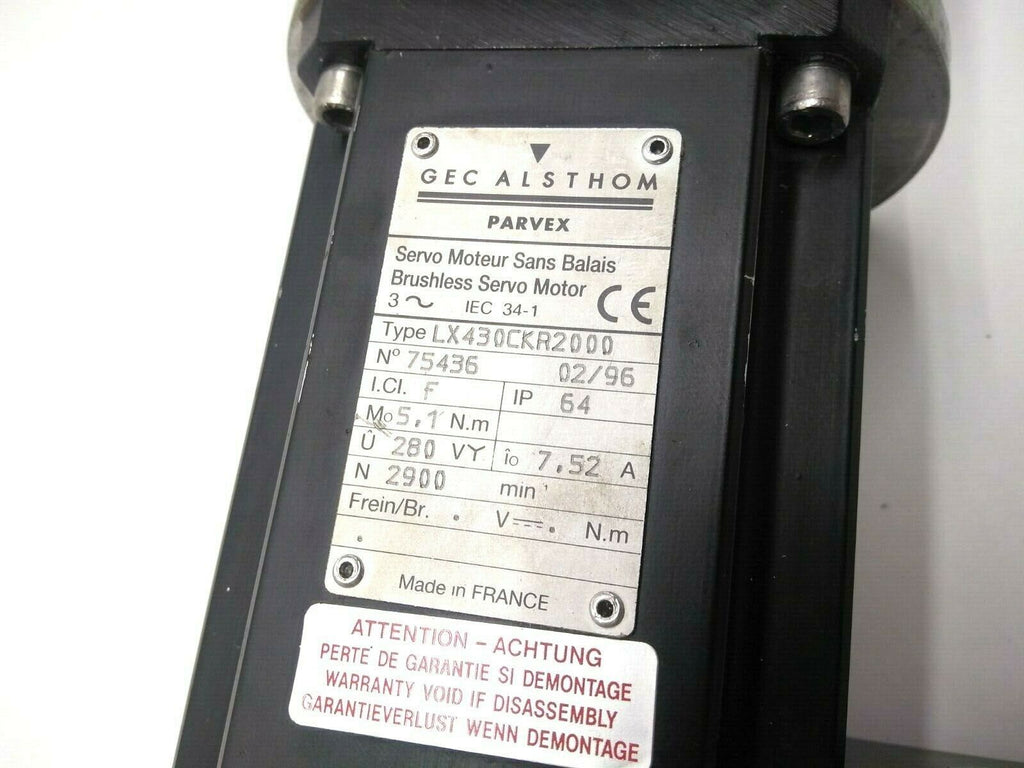 GEC ALSTHOM
PARVEX
Servo Moteur Sans Balais
Brushless Servo Motor
3 ~ IEC 34-1 CE
Type LX430CKR2000
Nº 75436 02/96
I.Cl. F IP 64
Mo 5,1 N.m
Û 280 VY îo 7,52 A
N 2900 min⁻¹
Frein/Br. . V⎓. N.m
.
Made in FRANCE
ATTENTION - ACHTUNG
PERTE DE GARANTIE SI DEMONTAGE
WARRANTY VOID IF DISASSEMBLY
GARANTIEVERLUST WENN DEMONTAGE